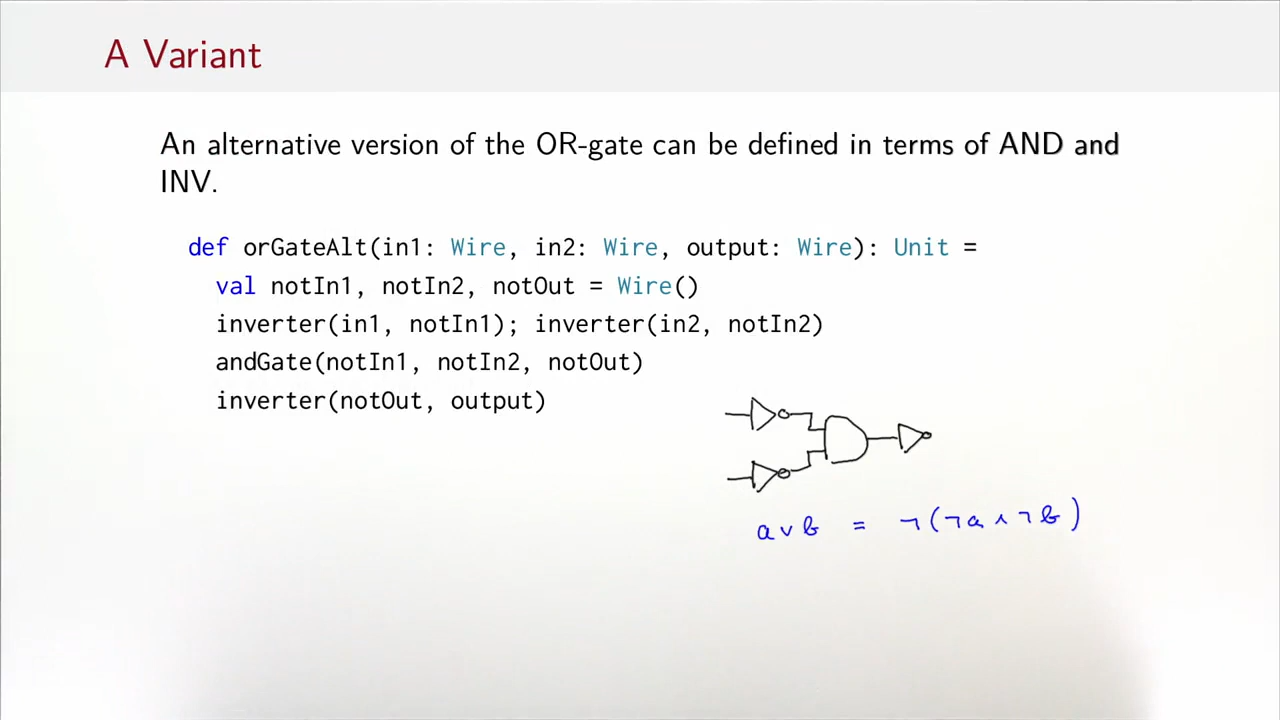 A Variant
An alternative version of the OR-gate can be defined in terms of AND and
INV.
def orGateAlt(in1: Wire, in2: Wire, output: Wire): Unit =
val notIn1, notIn2, notOut = Wire()
inverter(in1, notIn1); inverter(in2, notIn2)
andGate(notIn1, notIn2, notOut)
inverter(notOut, output)
a ∨ b = ¬(¬a ∧ ¬b)